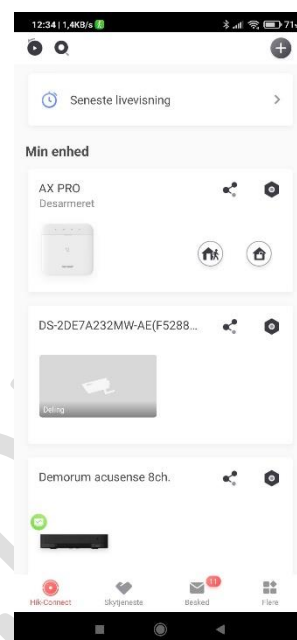 12:34 | 1,4KB/s
71
Seneste livevisning
Min enhed
AX PRO
Desarmeret
DS-2DE7A232MW-AE(F5288...
Deling
Demorum acusense 8ch.
11
Hik-Connect
Skytjeneste
Besked
Flere